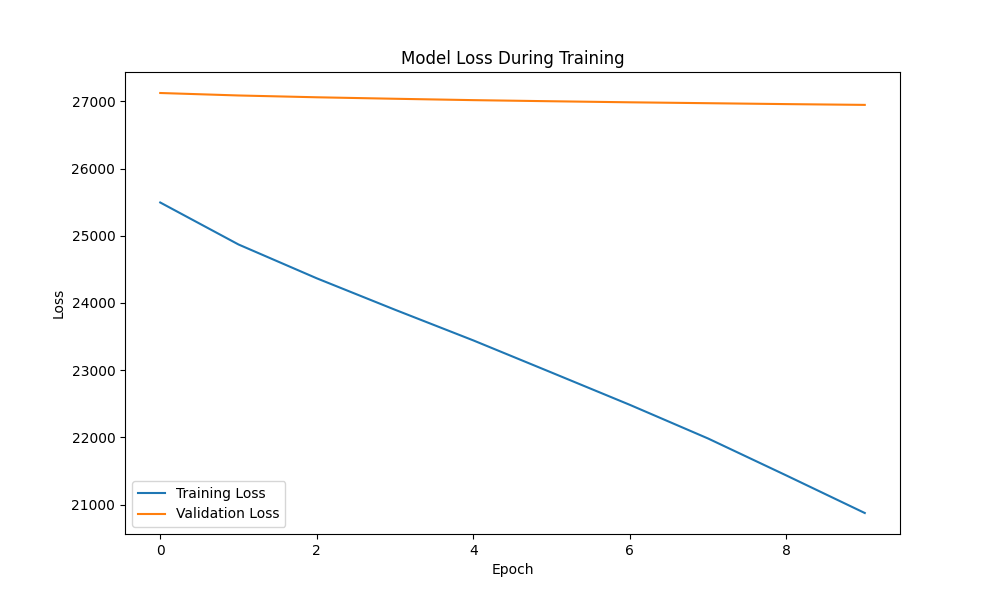 Model Loss During Training
27000
26000
25000
24000
23000
22000
21000
Loss
Training Loss
Validation Loss
0 2 4 6 8
Epoch